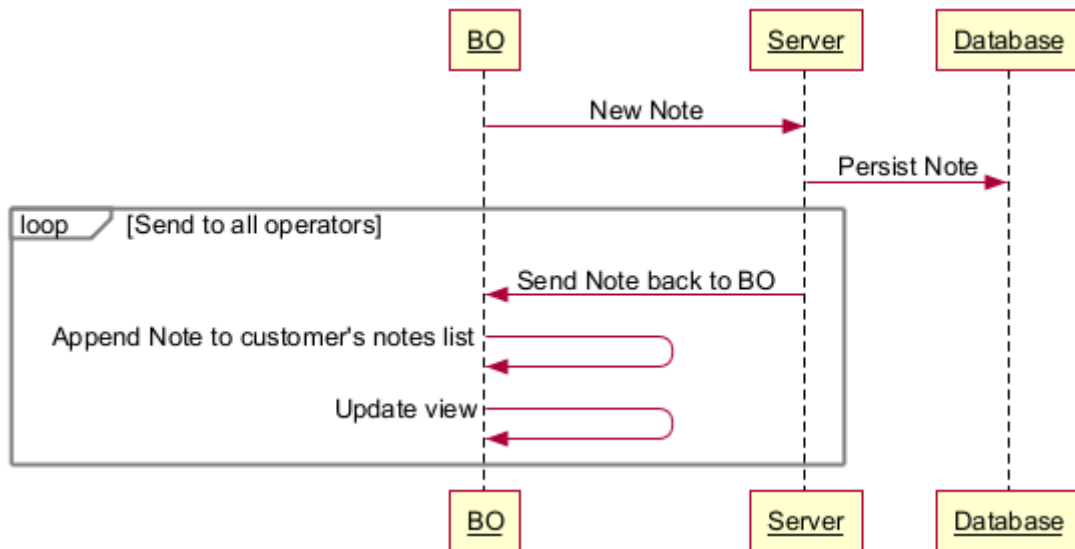 BO
Server
Database
New Note
Persist Note
loop
[Send to all operators]
Send Note back to BO
Append Note to customer's notes list
Update view
BO
Server
Database